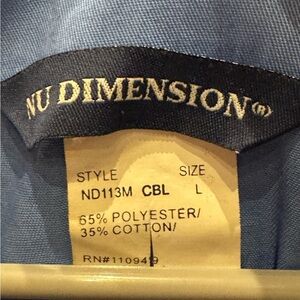 NU DIMENSION (R)
STYLE SIZE
ND113M CBL L
65% POLYESTER/
35% COTTON/
RN#110949